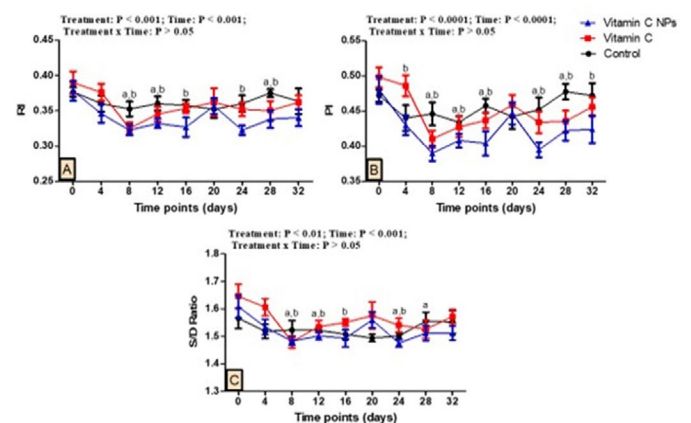 Treatment: P < 0.001; Time: P < 0.001;
Treatment x Time: P > 0.05
0.45
0.40
0.35
0.30
0.25
RI
a,b
a,b
b
b
a,b
A
0 4 8 12 16 20 24 28 32
Time points (days)
Treatment: P < 0.0001; Time: P < 0.0001;
Treatment x Time: P > 0.05
0.55
0.50
0.45
0.40
0.35
PI
b
a,b
a,b
b
a,b
a,b
b
B
0 4 8 12 16 20 24 28 32
Time points (days)
Vitamin C NPs
Vitamin C
Control
Treatment: P < 0.01; Time: P < 0.001;
Treatment x Time: P > 0.05
1.8
1.7
1.6
1.5
1.4
1.3
S/D Ratio
a,b
a,b
b
a,b
a
C
0 4 8 12 16 20 24 28 32
Time points (days)